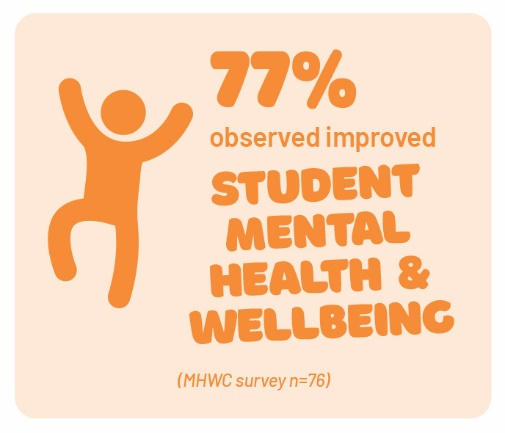 77%
observed improved
STUDENT
MENTAL
HEALTH &
WELLBEING
(MHWC survey n=76)